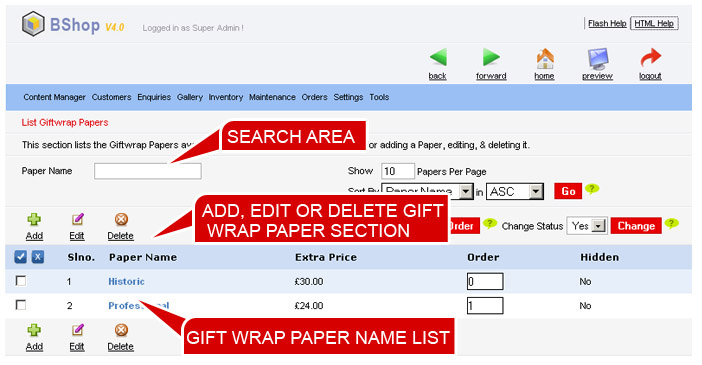 BShop V4.0 Logged in as Super Admin ! Flash Help HTML Help
back forward home preview logout
Content Manager Customers Enquiries Gallery Inventory Maintenance Orders Settings Tools
List Giftwrap Papers
This section lists the Giftwrap Papers or adding a Paper, editing, & deleting it.
SEARCH AREA
Paper Name Show 10 Papers Per Page
Sort By Paper Name in ASC Go ?
ADD, EDIT OR DELETE GIFT
WRAP PAPER SECTION
Add Edit Delete Order ? Change Status Yes Change ?
Slno. Paper Name Extra Price Order Hidden
1 Historic £30.00 0 No
2 Professional £24.00 1 No
GIFT WRAP PAPER NAME LIST
Add Edit Delete